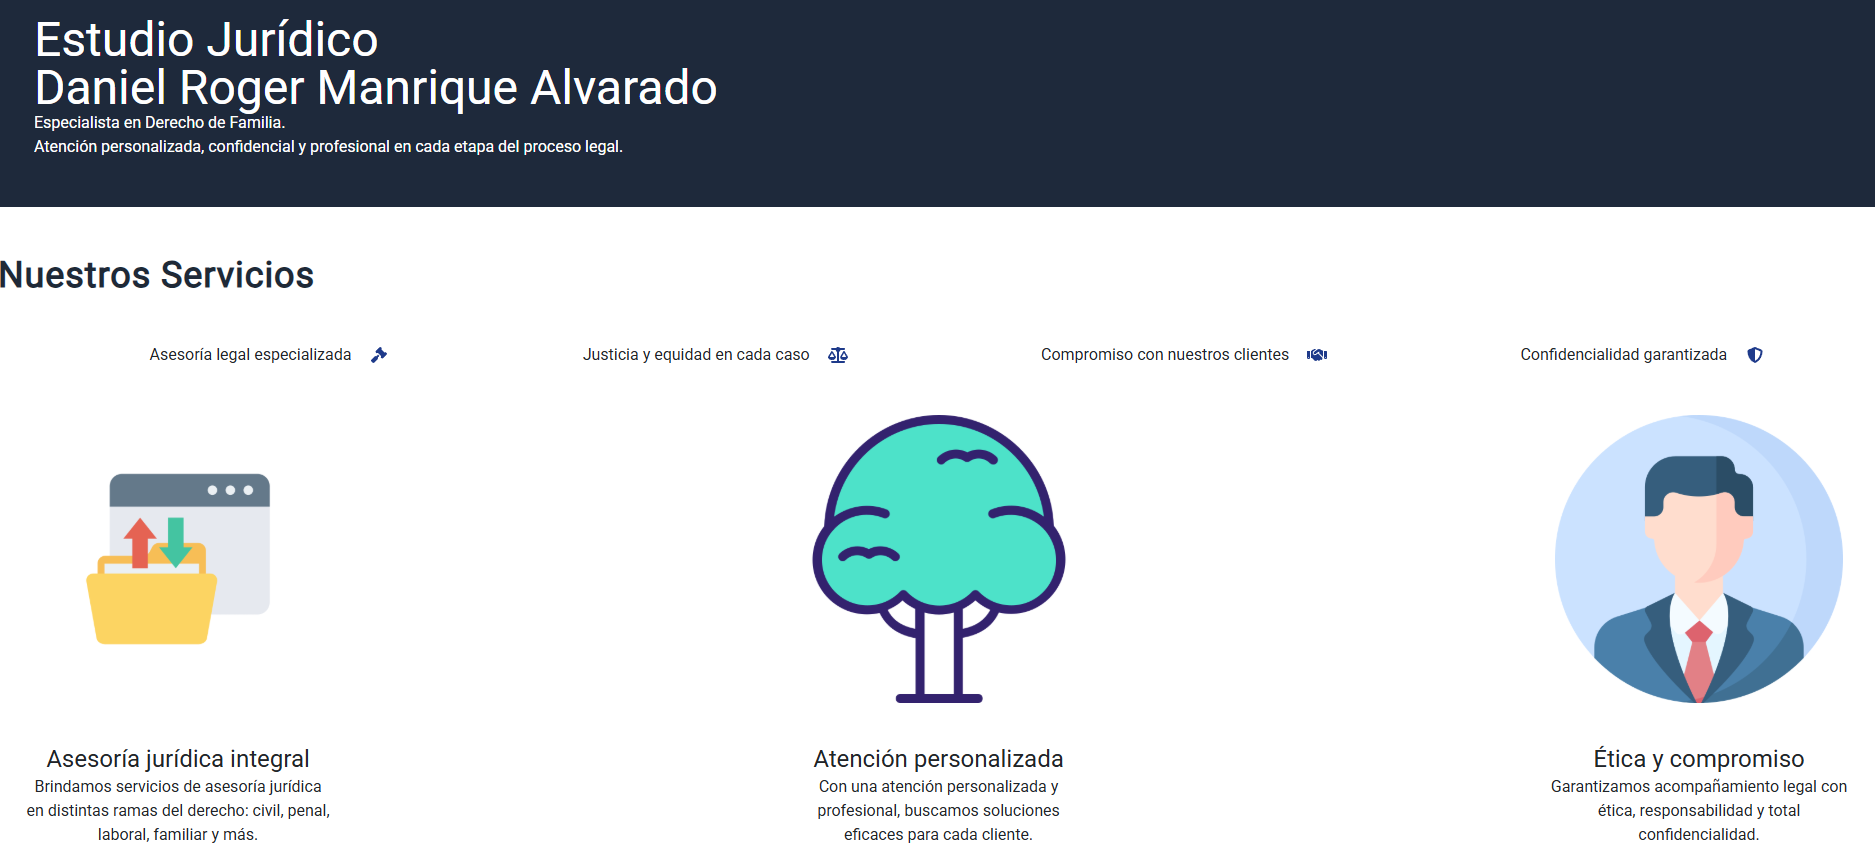 Estudio Jurídico
Daniel Roger Manrique Alvarado
Especialista en Derecho de Familia.
Atención personalizada, confidencial y profesional en cada etapa del proceso legal.
Nuestros Servicios
Asesoría legal especializada
Justicia y equidad en cada caso
Compromiso con nuestros clientes
Confidencialidad garantizada
Asesoría jurídica integral
Brindamos servicios de asesoría jurídica
en distintas ramas del derecho: civil, penal,
laboral, familiar y más.
Atención personalizada
Con una atención personalizada y
profesional, buscamos soluciones
eficaces para cada cliente.
Ética y compromiso
Garantizamos acompañamiento legal con
ética, responsabilidad y total
confidencialidad.